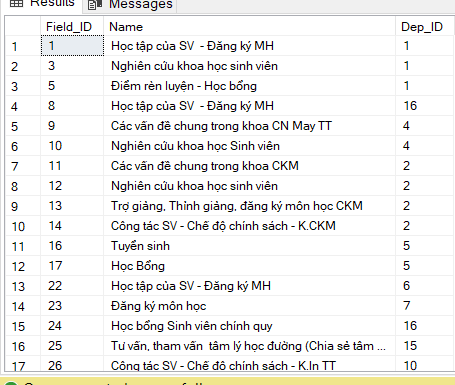 Results Messages
Field_ID Name Dep_ID
1 1 Học tập của SV - Đăng ký MH 1
2 3 Nghiên cứu khoa học sinh viên 1
3 5 Điểm rèn luyện - Học bổng 1
4 8 Học tập của SV - Đăng ký MH 16
5 9 Các vấn đề chung trong khoa CN May TT 4
6 10 Nghiên cứu khoa học Sinh viên 4
7 11 Các vấn đề chung trong khoa CKM 2
8 12 Nghiên cứu khoa học sinh viên 2
9 13 Trợ giảng, Thỉnh giảng, đăng ký môn học CKM 2
10 14 Công tác SV - Chế độ chính sách - K.CKM 2
11 16 Tuyển sinh 5
12 17 Học Bổng 5
13 22 Học tập của SV - Đăng ký MH 6
14 23 Đăng ký môn học 7
15 24 Học bổng Sinh viên chính quy 16
16 25 Tư vấn, tham vấn tâm lý học đường (Chia sẻ tâm ... 15
17 26 Công tác SV - Chế độ chính sách - K.In TT 10